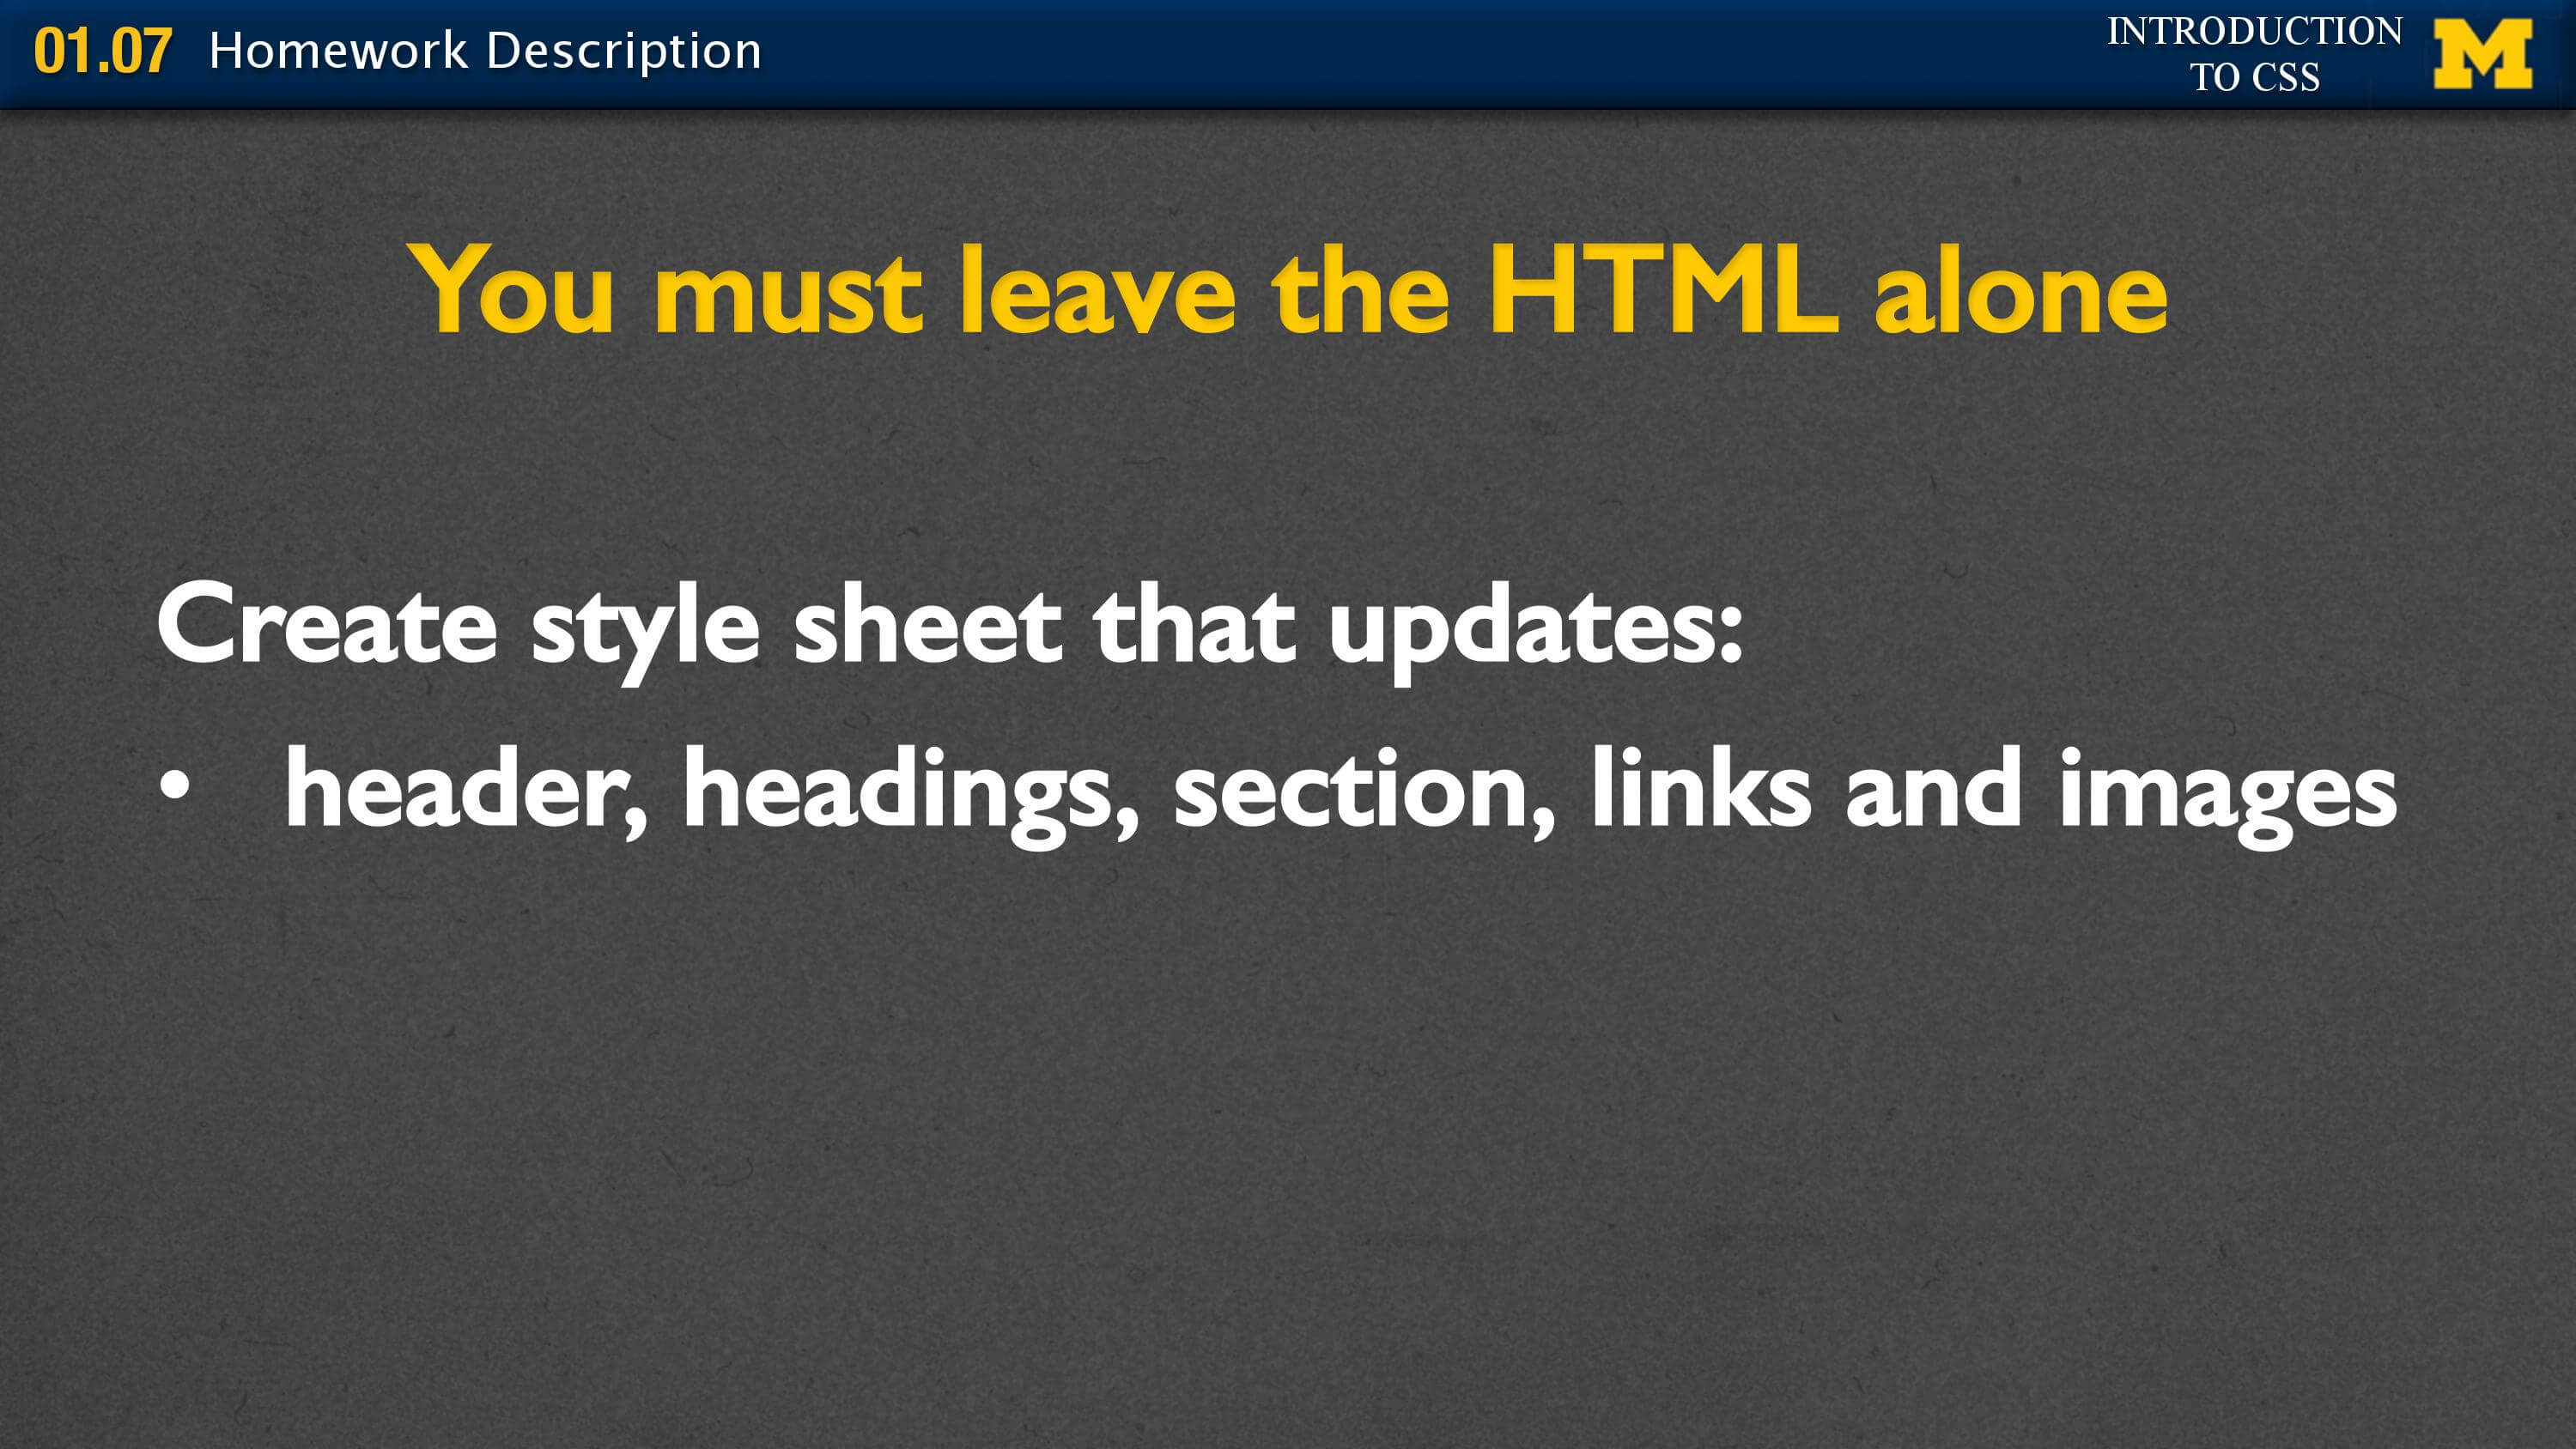 01.07 Homework Description
INTRODUCTION
TO CSS
M
You must leave the HTML alone
Create style sheet that updates:
• header, headings, section, links and images